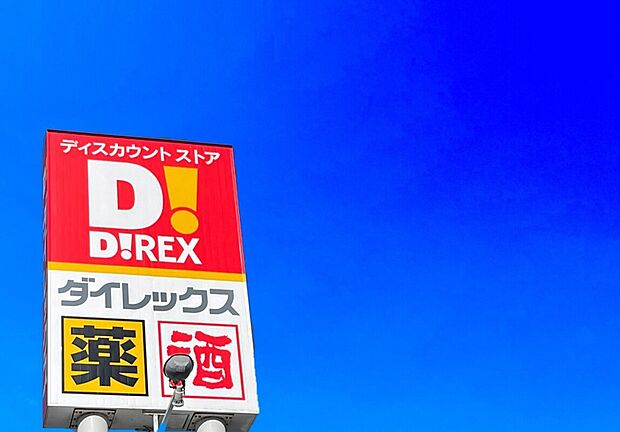 ディスカウント ストア
D!
D!REX
ダイレックス
薬 酒